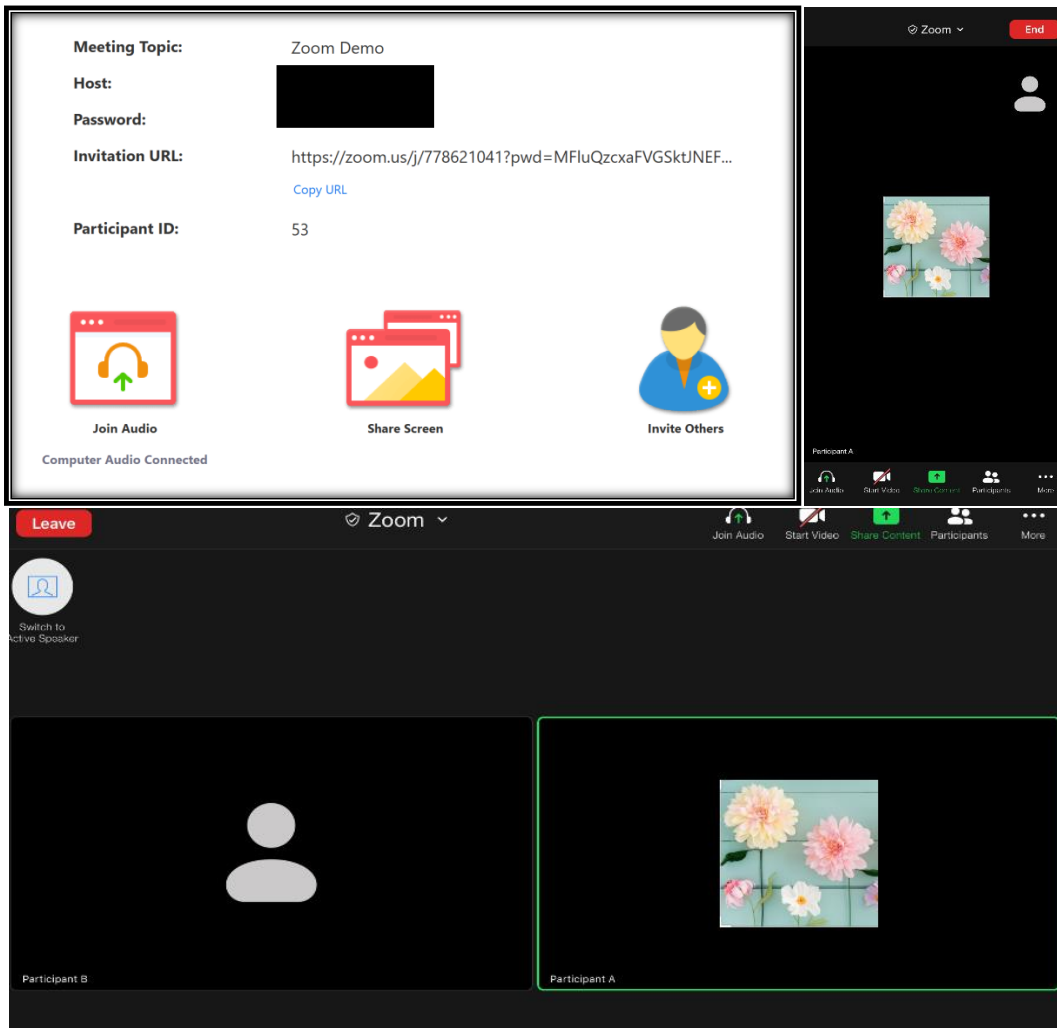 Meeting Topic: Zoom Demo
Host:
Password:
Invitation URL: https://zoom.us/j/778621041?pwd=MFluQzcxaFVGSktJNEF...
Copy URL
Participant ID: 53
Join Audio Share Screen Invite Others
Computer Audio Connected
Zoom End
Participant A
Join Audio Start Video Share Content Participants More
Leave Zoom Join Audio Start Video Share Content Participants More
Switch to
Active Speaker
Participant B Participant A